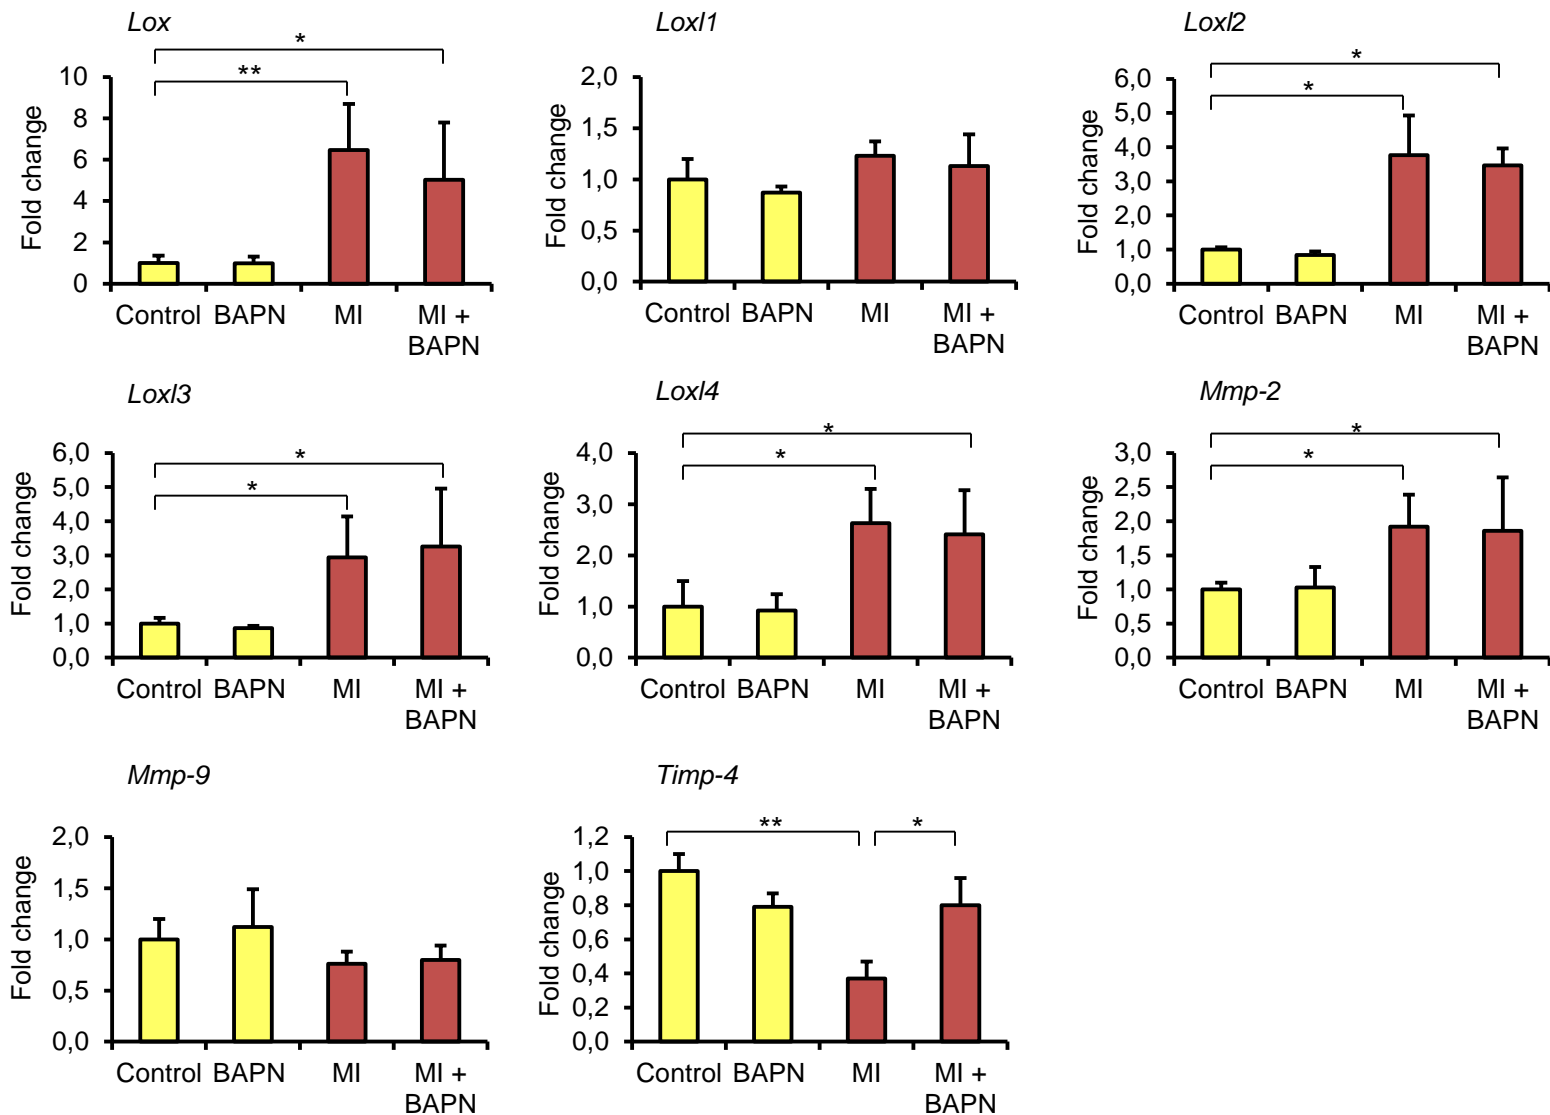 Lox
* 
**
Fold change
10
8
6
4
2
0
Control BAPN MI MI +
BAPN
Loxl1
Fold change
2,0
1,5
1,0
0,5
0,0
Control BAPN MI MI +
BAPN
Loxl2
*
*
Fold change
6,0
5,0
4,0
3,0
2,0
1,0
0,0
Control BAPN MI MI +
BAPN
Loxl3
*
*
Fold change
6,0
5,0
4,0
3,0
2,0
1,0
0,0
Control BAPN MI MI +
BAPN
Loxl4
*
*
Fold change
4,0
3,0
2,0
1,0
0,0
Control BAPN MI MI +
BAPN
Mmp-2
*
*
Fold change
3,0
2,5
2,0
1,5
1,0
0,5
0,0
Control BAPN MI MI +
BAPN
Mmp-9
Fold change
2,0
1,5
1,0
0,5
0,0
Control BAPN MI MI +
BAPN
Timp-4
** *
Fold change
1,2
1,0
0,8
0,6
0,4
0,2
0,0
Control BAPN MI MI +
BAPN